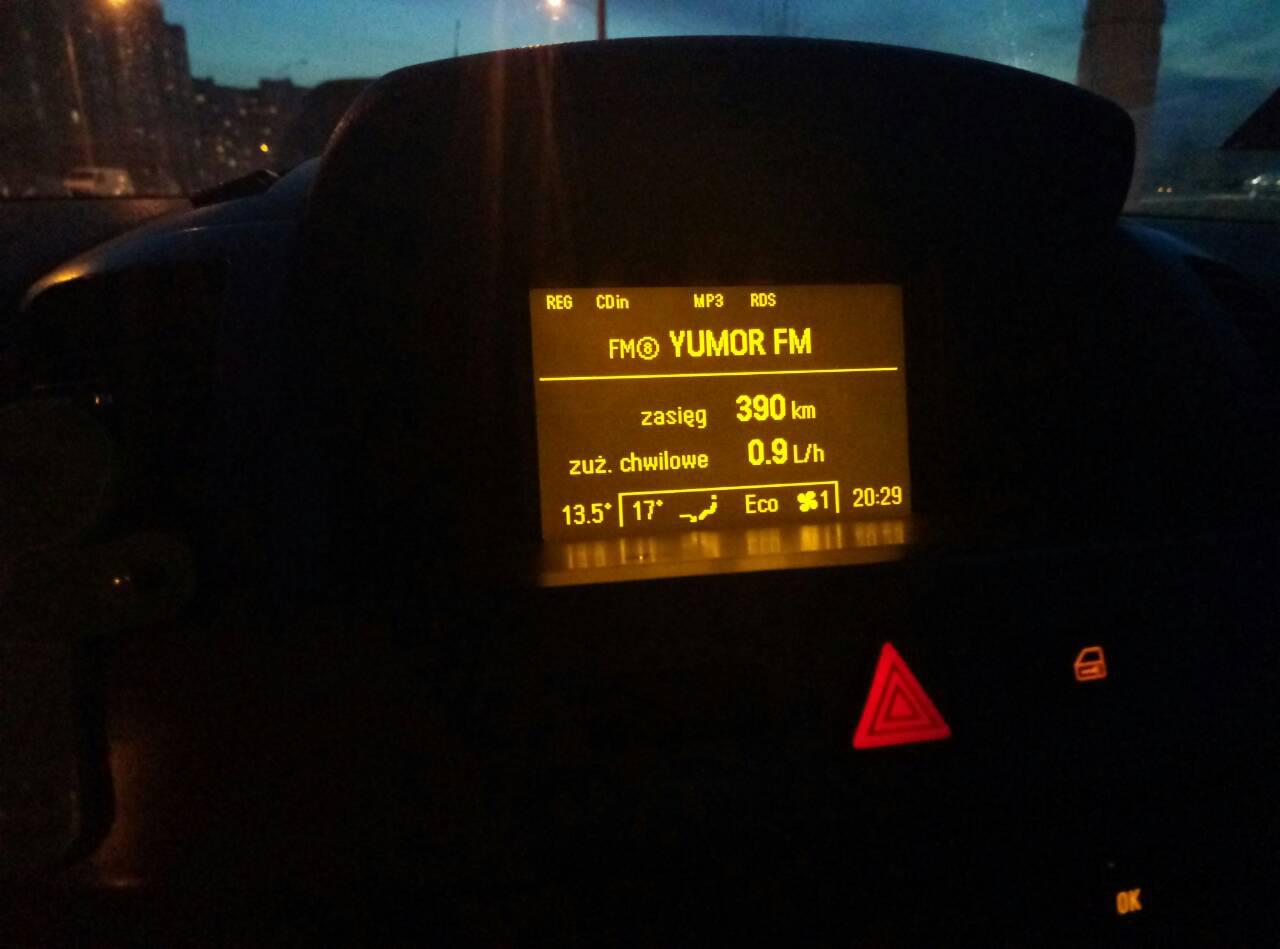 REG CDin MP3 RDS
FM8 YUMOR FM
zasięg 390 km
zuż. chwilowe 0.9 L/h
13.5° 17° Eco 1 20:29
OK